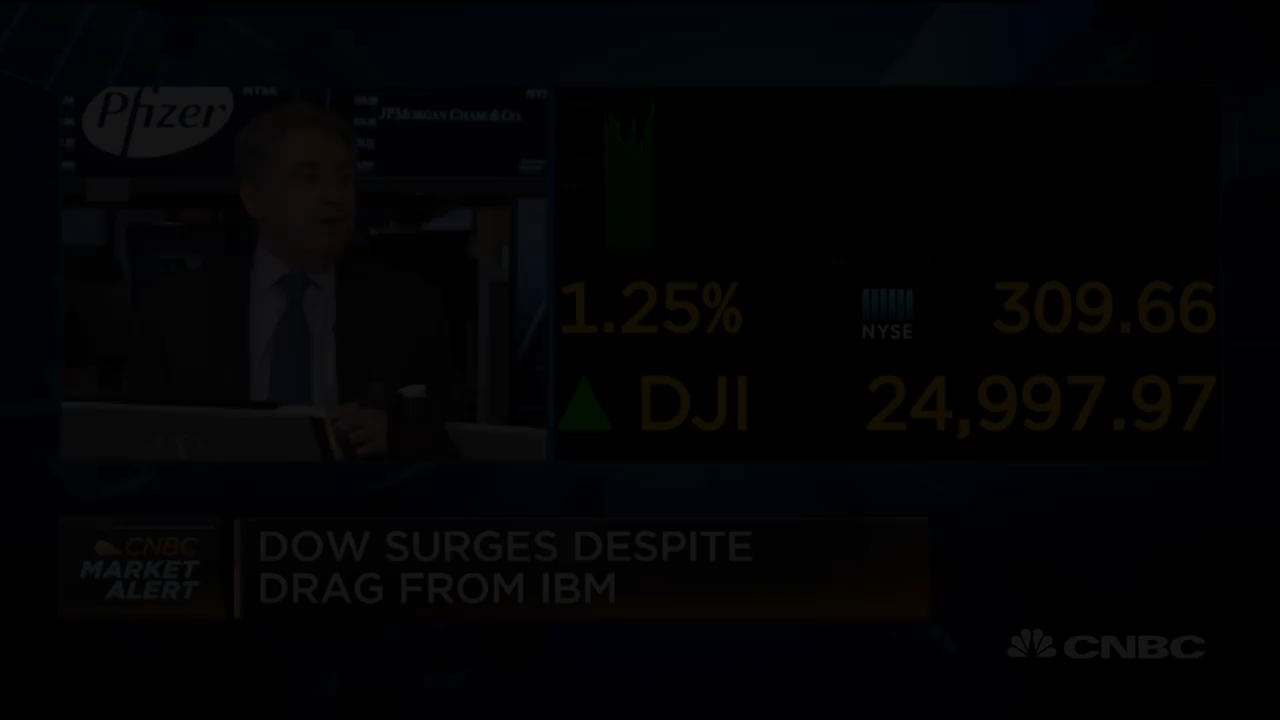 NYSE
Pfizer
JPMORGAN CHASE & CO.
1.25%
NYSE
309.66
DJI
24,997.97
CNBC
MARKET
ALERT
DOW SURGES DESPITE
DRAG FROM IBM
CNBC